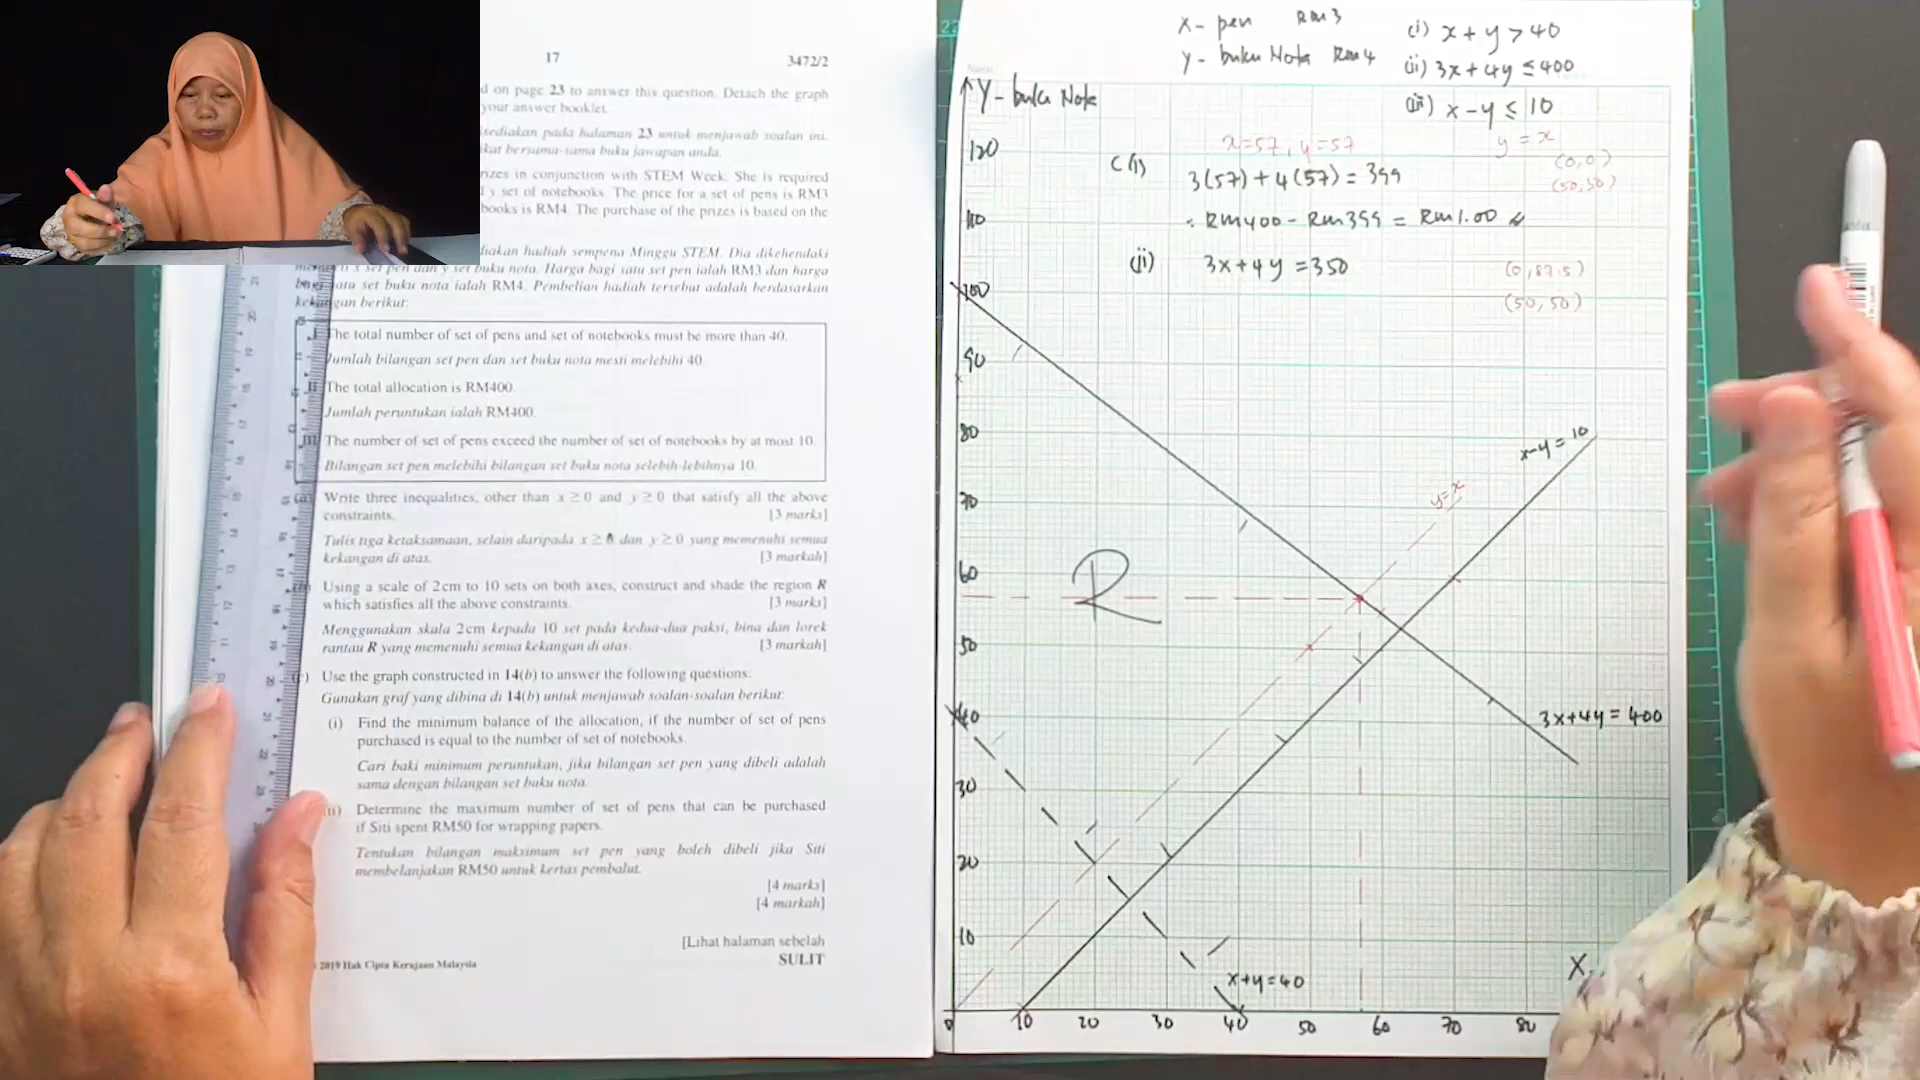 17
3472/2
d on page 23 to answer this question. Detach the graph
your answer booklet.
sediakan pada halaman 23 untuk menjawab soalan ini.
kut bersama-sama buku jawapan anda.
rizes in conjunction with STEM Week. She is required
y set of notebooks. The price for a set of pens is RM3
books is RM4. The purchase of the prizes is based on the
diakan hadiah sempena Minggu STEM. Dia dikehendaki
x set pen dan y set buku nota. Harga bagi satu set pen ialah RM3 dan harga
satu set buku nota ialah RM4. Pembelian hadiah tersebut adalah berdasarkan
kekangan berikut:
I The total number of set of pens and set of notebooks must be more than 40.
Jumlah bilangan set pen dan set buku nota mesti melebihi 40.
II The total allocation is RM400.
Jumlah peruntukan ialah RM400.
III The number of set of pens exceed the number of set of notebooks by at most 10.
Bilangan set pen melebihi bilangan set buku nota selebih-lebihnya 10.
(a) Write three inequalities, other than x ≥ 0 and y ≥ 0 that satisfy all the above
constraints. [3 marks]
Tulis tiga ketaksamaan, selain daripada x ≥ 0 dan y ≥ 0 yang memenuhi semua
kekangan di atas. [3 markah]
Using a scale of 2 cm to 10 sets on both axes, construct and shade the region R
which satisfies all the above constraints. [3 marks]
Menggunakan skala 2 cm kepada 10 set pada kedua-dua paksi, bina dan lorek
rantau R yang memenuhi semua kekangan di atas. [3 markah]
Use the graph constructed in 14(b) to answer the following questions:
Gunakan graf yang dibina di 14(b) untuk menjawab soalan-soalan berikut:
(i) Find the minimum balance of the allocation, if the number of set of pens
purchased is equal to the number of set of notebooks.
Cari baki minimum peruntukan, jika bilangan set pen yang dibeli adalah
sama dengan bilangan set buku nota.
(ii) Determine the maximum number of set of pens that can be purchased
if Siti spent RM50 for wrapping papers.
Tentukan bilangan maksimum set pen yang boleh dibeli jika Siti
membelanjakan RM50 untuk kertas pembalut.
[4 marks]
[4 markah]
[Lihat halaman sebelah
2019 Hak Cipta Kerajaan Malaysia
SULIT
x - pen RM3
y - buku Nota RM4
(i) x + y > 40
(ii) 3x + 4y ≤ 400
(iii) x - y ≤ 10
Y - buku Nota
x = 57, y = 57
y = x
(0,0)
(50,50)
c (i) 3(57) + 4(57) = 399
RM400 - RM399 = RM1.00
(ii) 3x + 4y = 350
(0, 87.5)
(50, 50)
120
110
100
90
80
70
60
50
40
30
20
10
x-y = 10
y = x
R
3x + 4y = 400
x + y = 40
X
0 10 20 30 40 50 60 70 80